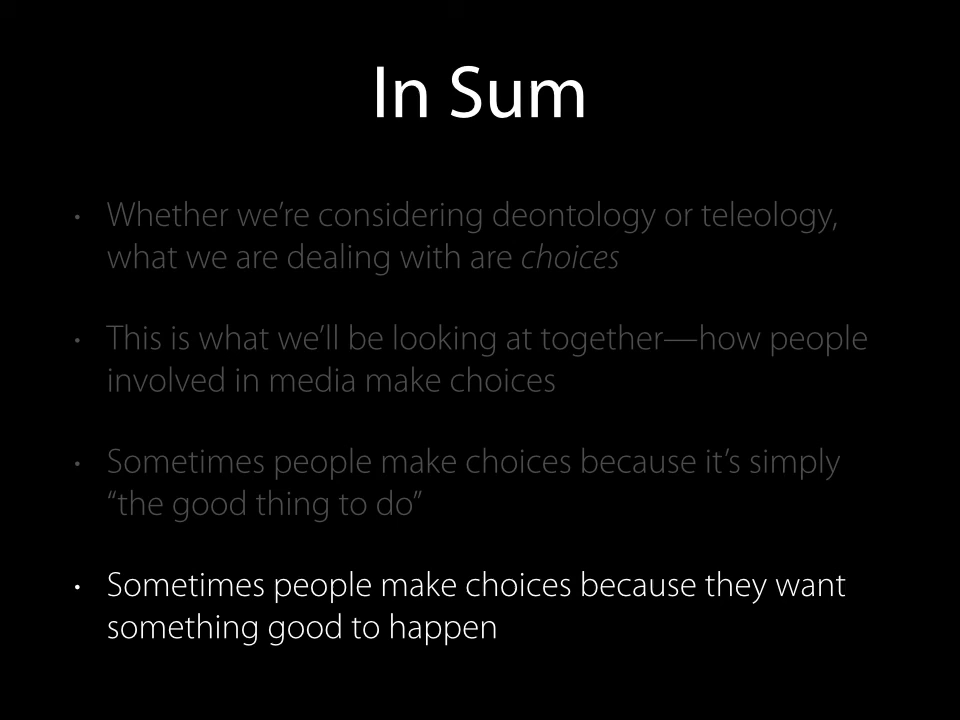 In Sum
• Whether we’re considering deontology or teleology,
what we are dealing with are choices
• This is what we’ll be looking at together—how people
involved in media make choices
• Sometimes people make choices because it’s simply
“the good thing to do”
• Sometimes people make choices because they want
something good to happen